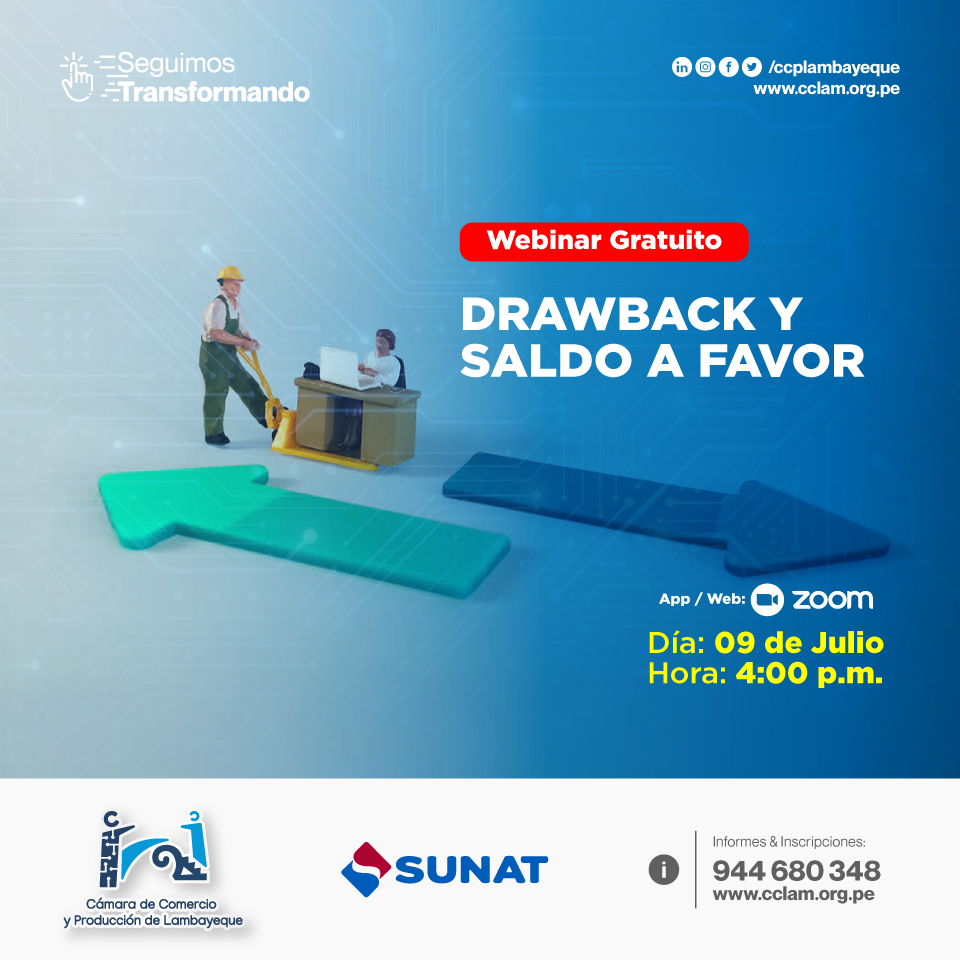 Seguimos
Transformando
/ccplambayeque
www.cclam.org.pe
Webinar Gratuito
DRAWBACK Y
SALDO A FAVOR
App / Web: zoom
Día: 09 de Julio
Hora: 4:00 p.m.
Cámara de Comercio
y Producción de Lambayeque
SUNAT
Informes & Inscripciones:
944 680 348
www.cclam.org.pe